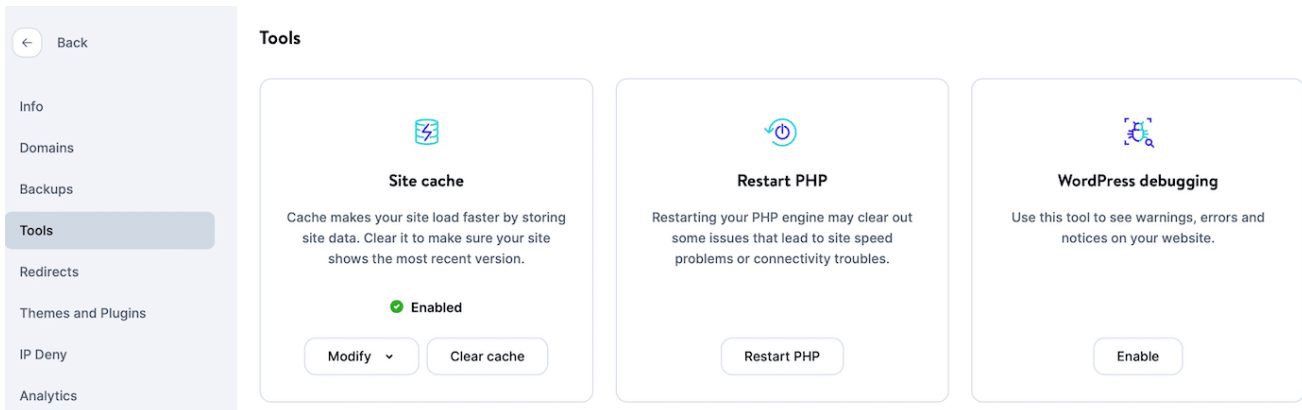 Back
Info
Domains
Backups
Tools
Redirects
Themes and Plugins
IP Deny
Analytics
Tools
Site cache
Cache makes your site load faster by storing
site data. Clear it to make sure your site
shows the most recent version.
Enabled
Modify
Clear cache
Restart PHP
Restarting your PHP engine may clear out
some issues that lead to site speed
problems or connectivity troubles.
Restart PHP
WordPress debugging
Use this tool to see warnings, errors and
notices on your website.
Enable